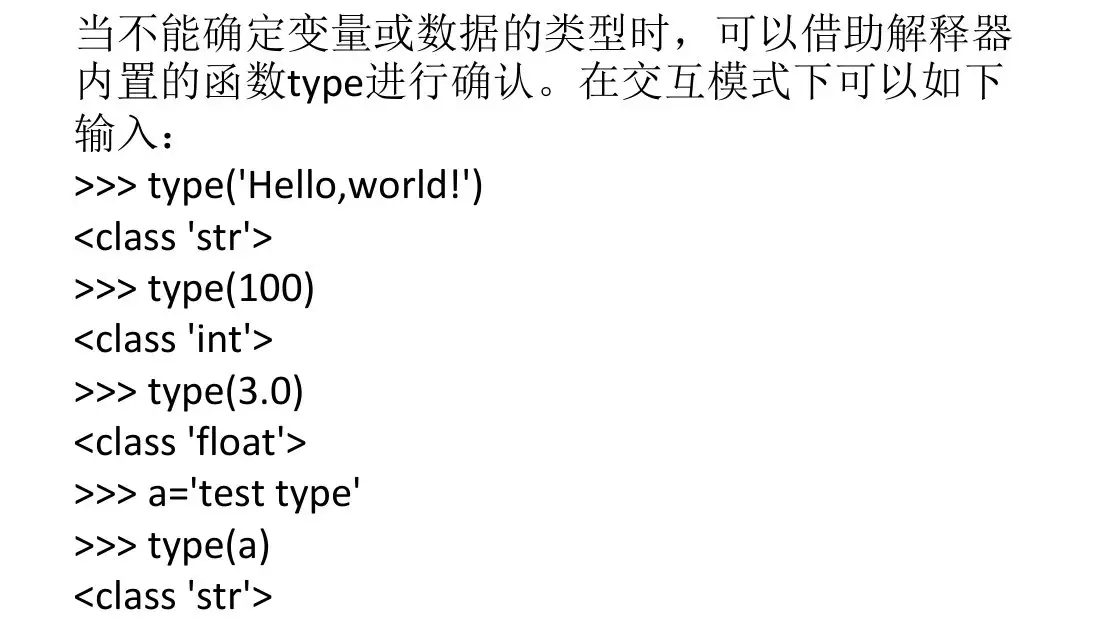 当不能确定变量或数据的类型时，可以借助解释器
内置的函数type进行确认。在交互模式下可以如下
输入：
>>> type('Hello,world!')
<class 'str'>
>>> type(100)
<class 'int'>
>>> type(3.0)
<class 'float'>
>>> a='test type'
>>> type(a)
<class 'str'>